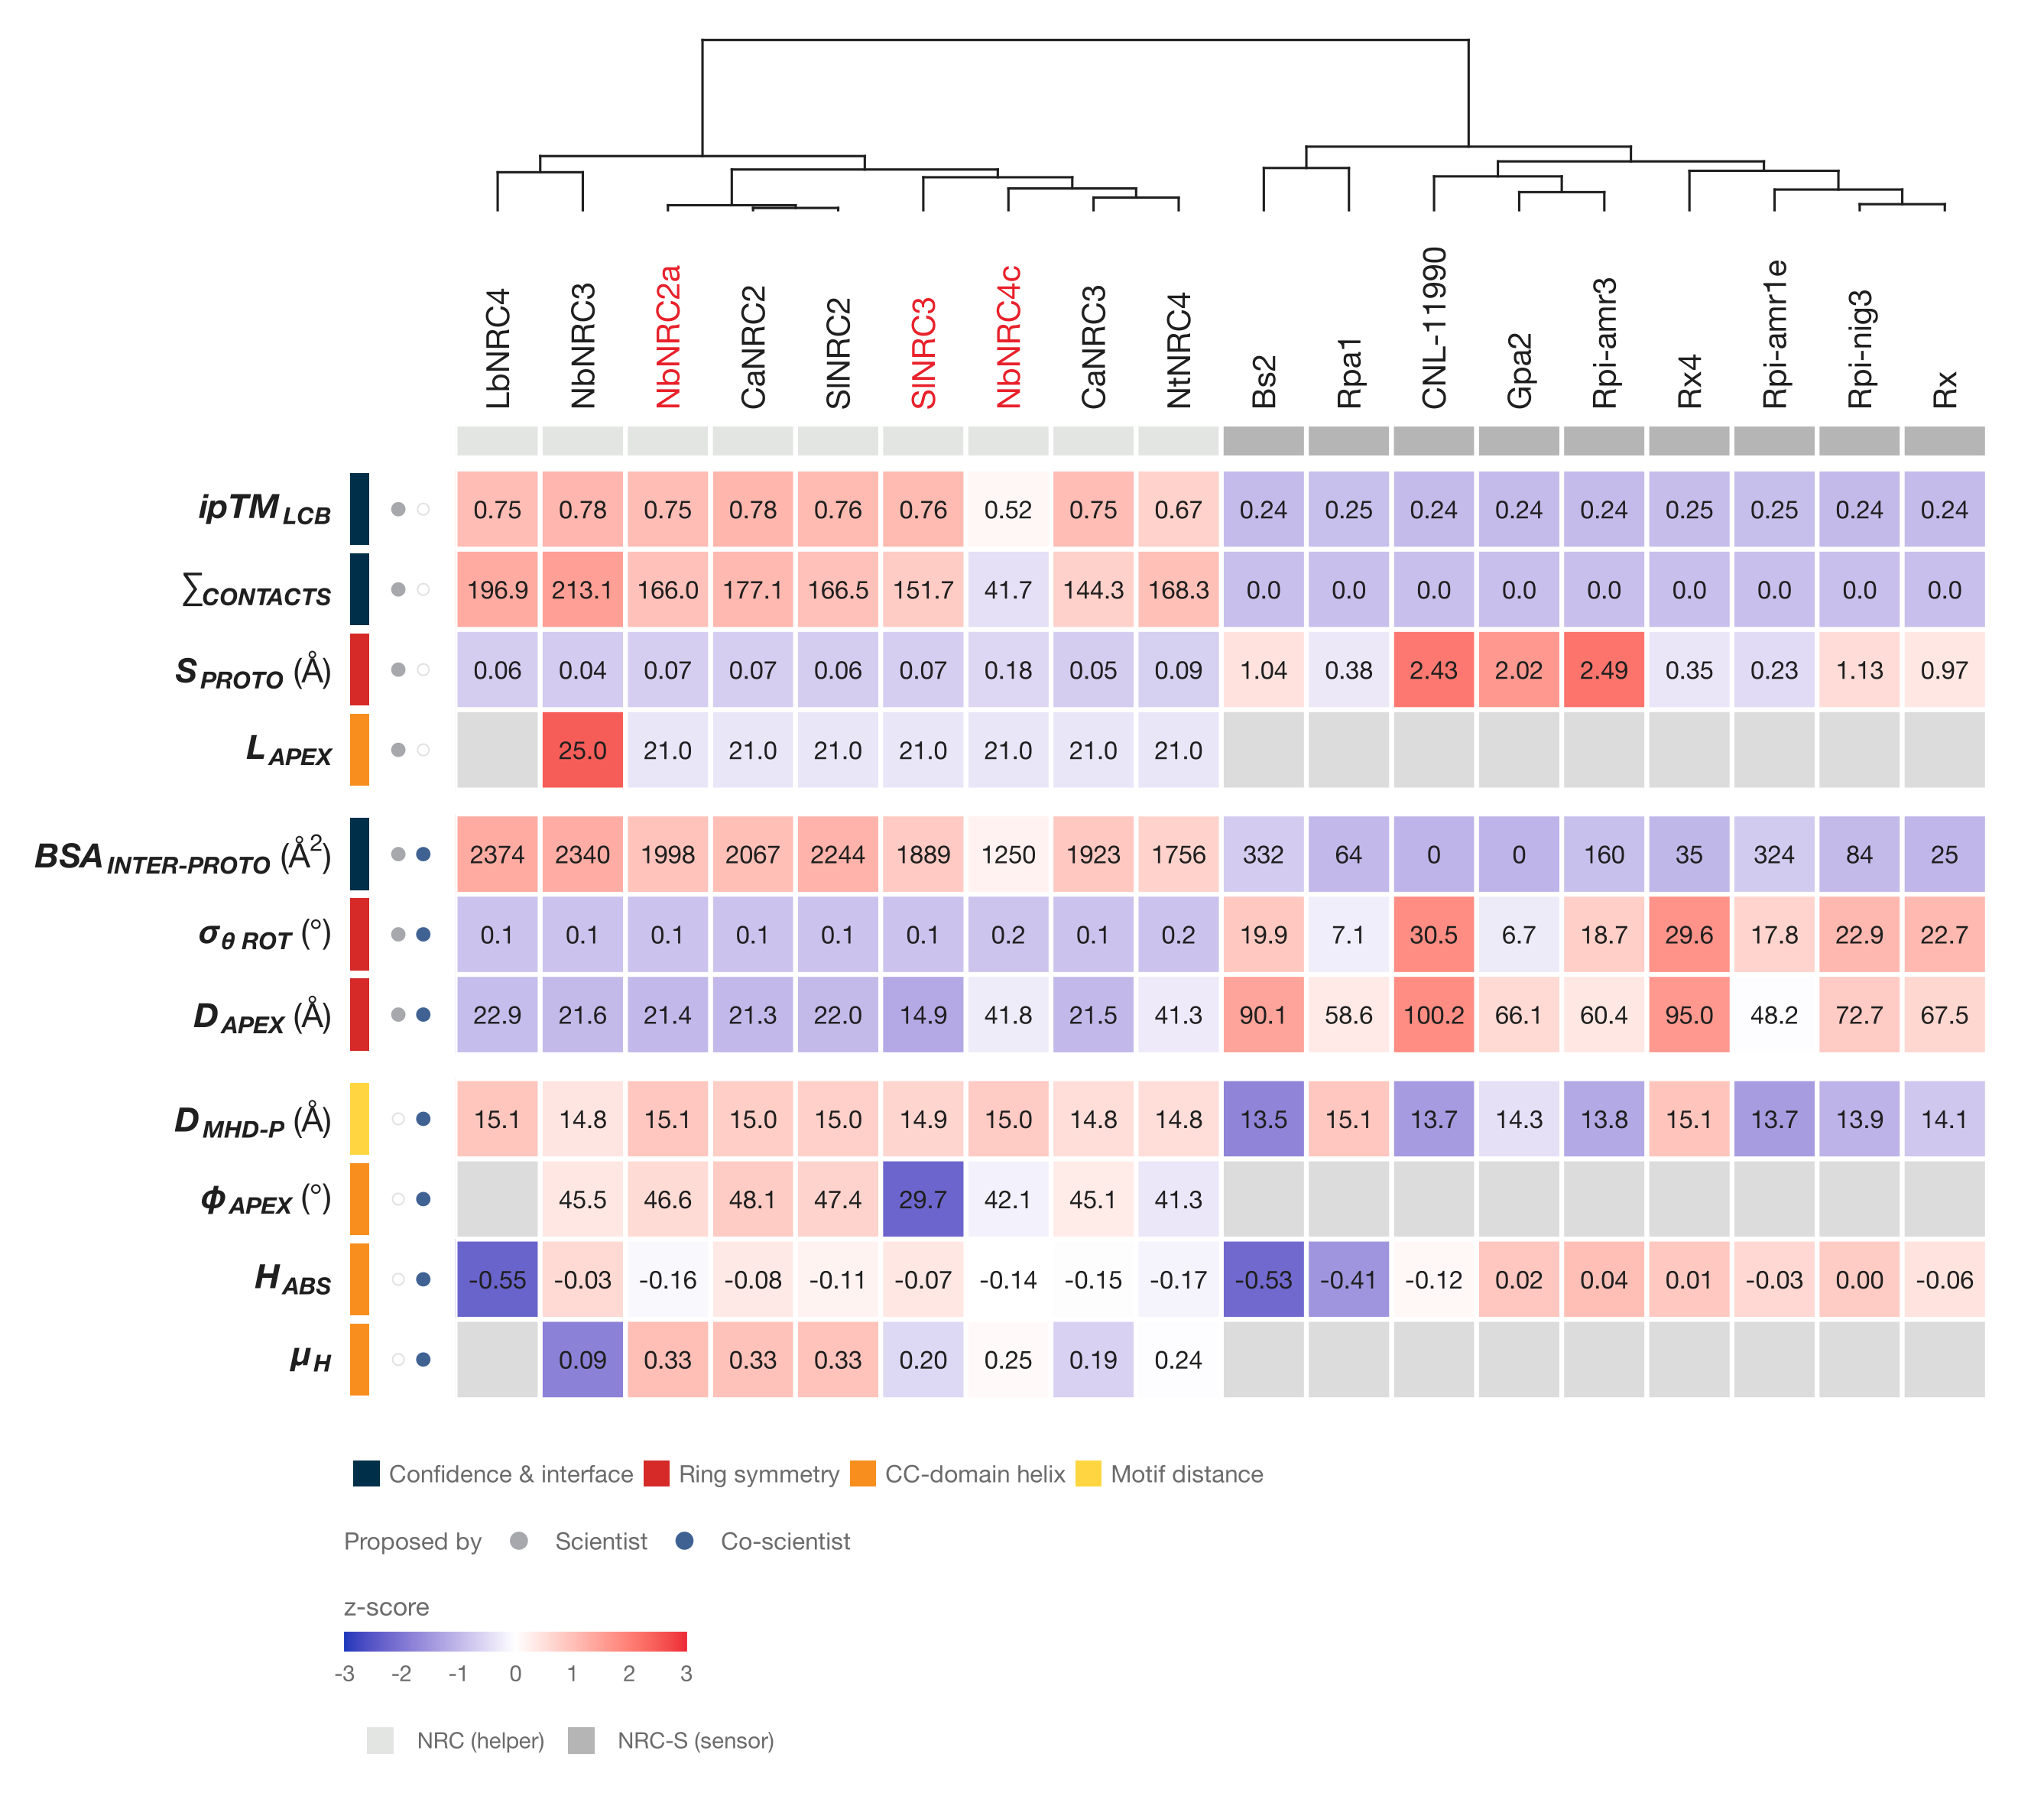 LbNRC4 NbNRC3 NbNRC2a CaNRC2 SlNRC2 SlNRC3 NbNRC4c CaNRC3 NtNRC4 Bs2 Rpa1 CNL-11990 Gpa2 Rpi-amr3 Rx4 Rpi-amr1e Rpi-nig3 Rx
ipTM LCB 0.75 0.78 0.75 0.78 0.76 0.76 0.52 0.75 0.67 0.24 0.25 0.24 0.24 0.24 0.25 0.25 0.24 0.24
∑CONTACTS 196.9 213.1 166.0 177.1 166.5 151.7 41.7 144.3 168.3 0.0 0.0 0.0 0.0 0.0 0.0 0.0 0.0 0.0
S PROTO (Å) 0.06 0.04 0.07 0.07 0.06 0.07 0.18 0.05 0.09 1.04 0.38 2.43 2.02 2.49 0.35 0.23 1.13 0.97
L APEX 25.0 21.0 21.0 21.0 21.0 21.0 21.0 21.0
BSA INTER-PROTO (Å²) 2374 2340 1998 2067 2244 1889 1250 1923 1756 332 64 0 0 160 35 324 84 25
σθ ROT (°) 0.1 0.1 0.1 0.1 0.1 0.1 0.2 0.1 0.2 19.9 7.1 30.5 6.7 18.7 29.6 17.8 22.9 22.7
D APEX (Å) 22.9 21.6 21.4 21.3 22.0 14.9 41.8 21.5 41.3 90.1 58.6 100.2 66.1 60.4 95.0 48.2 72.7 67.5
D MHD-P (Å) 15.1 14.8 15.1 15.0 15.0 14.9 15.0 14.8 14.8 13.5 15.1 13.7 14.3 13.8 15.1 13.7 13.9 14.1
ϕ APEX (°) 45.5 46.6 48.1 47.4 29.7 42.1 45.1 41.3
H ABS -0.55 -0.03 -0.16 -0.08 -0.11 -0.07 -0.14 -0.15 -0.17 -0.53 -0.41 -0.12 0.02 0.04 0.01 -0.03 0.00 -0.06
μ H 0.09 0.33 0.33 0.33 0.20 0.25 0.19 0.24
Confidence & interface Ring symmetry CC-domain helix Motif distance
Proposed by Scientist Co-scientist
z-score
-3 -2 -1 0 1 2 3
NRC (helper) NRC-S (sensor)